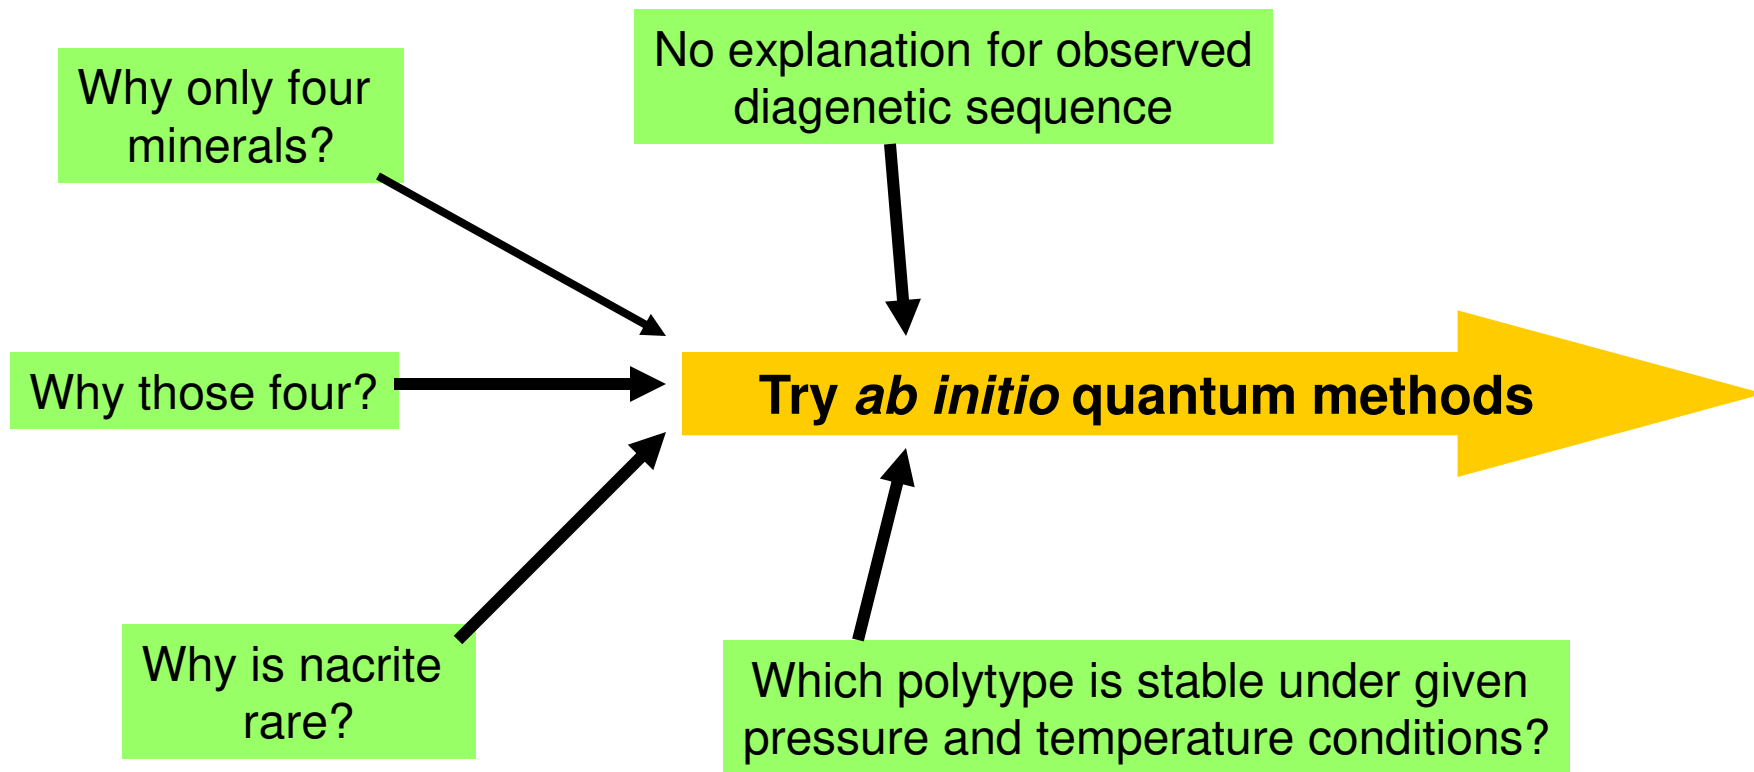 Why only four
minerals?
No explanation for observed
diagenetic sequence
Why those four?
Try ab initio quantum methods
Why is nacrite
rare?
Which polytype is stable under given
pressure and temperature conditions?